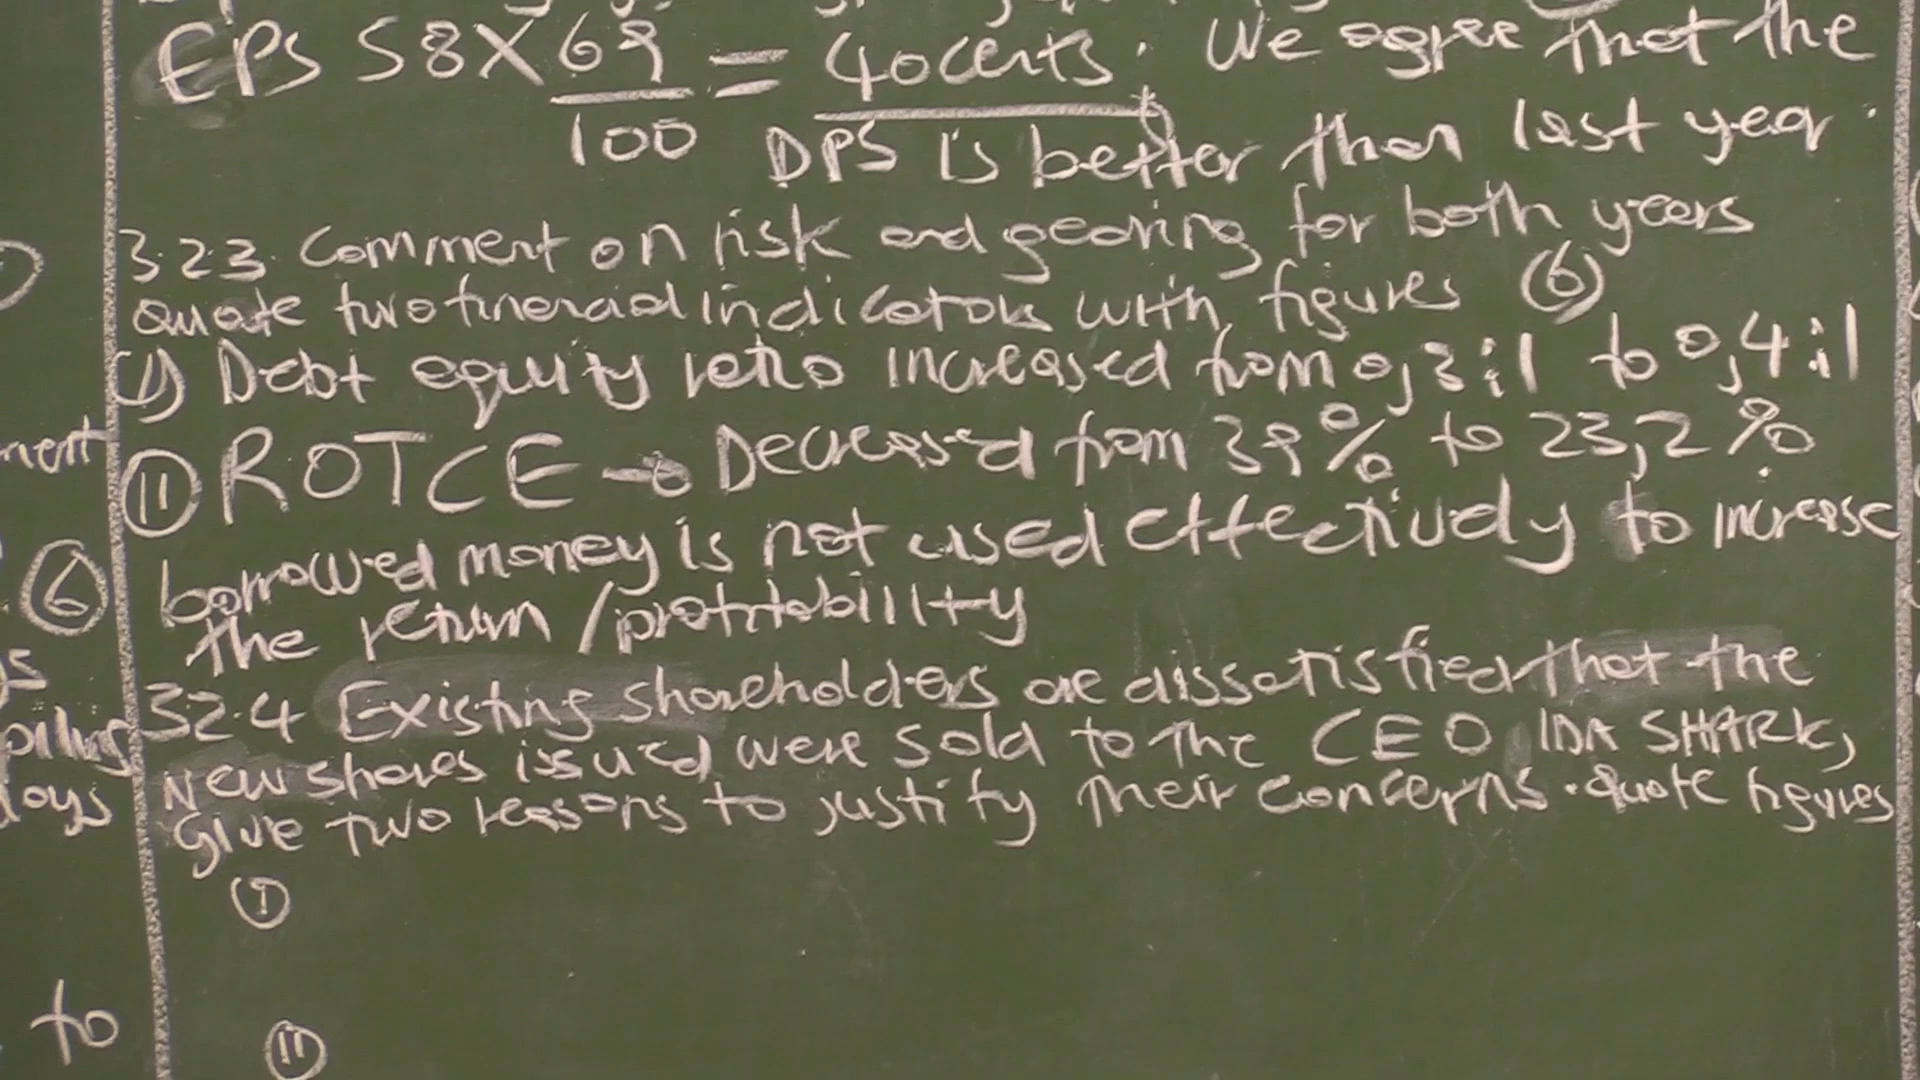 EPS 58 X 69 = 40 cents. We agree that the
100 DPS is better than last year.
3.2.3. Comment on risk and gearing for both years
quote two financial indicators with figures (6)
(I) Debt equity ratio increased from 0,3:1 to 0,4:1
(II) ROTCE → Decreased from 39% to 23,2%.
borrowed money is not used effectively to increase
the return / profitability
3.2.4 Existing shareholders are dissatisfied that the
New shares issued were sold to the CEO IDA SHARK,
Give two reasons to justify their concerns. quote figures
(I)
(II)
6
to